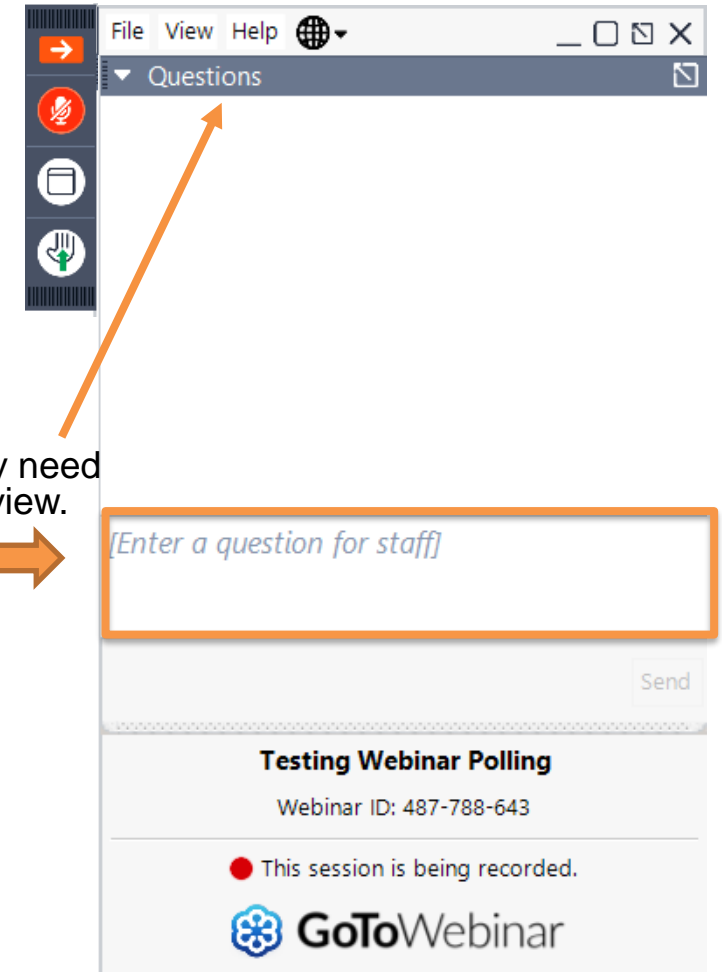 File View Help
Questions
need
view.
[Enter a question for staff]
Send
Testing Webinar Polling
Webinar ID: 487-788-643
This session is being recorded.
GoToWebinar